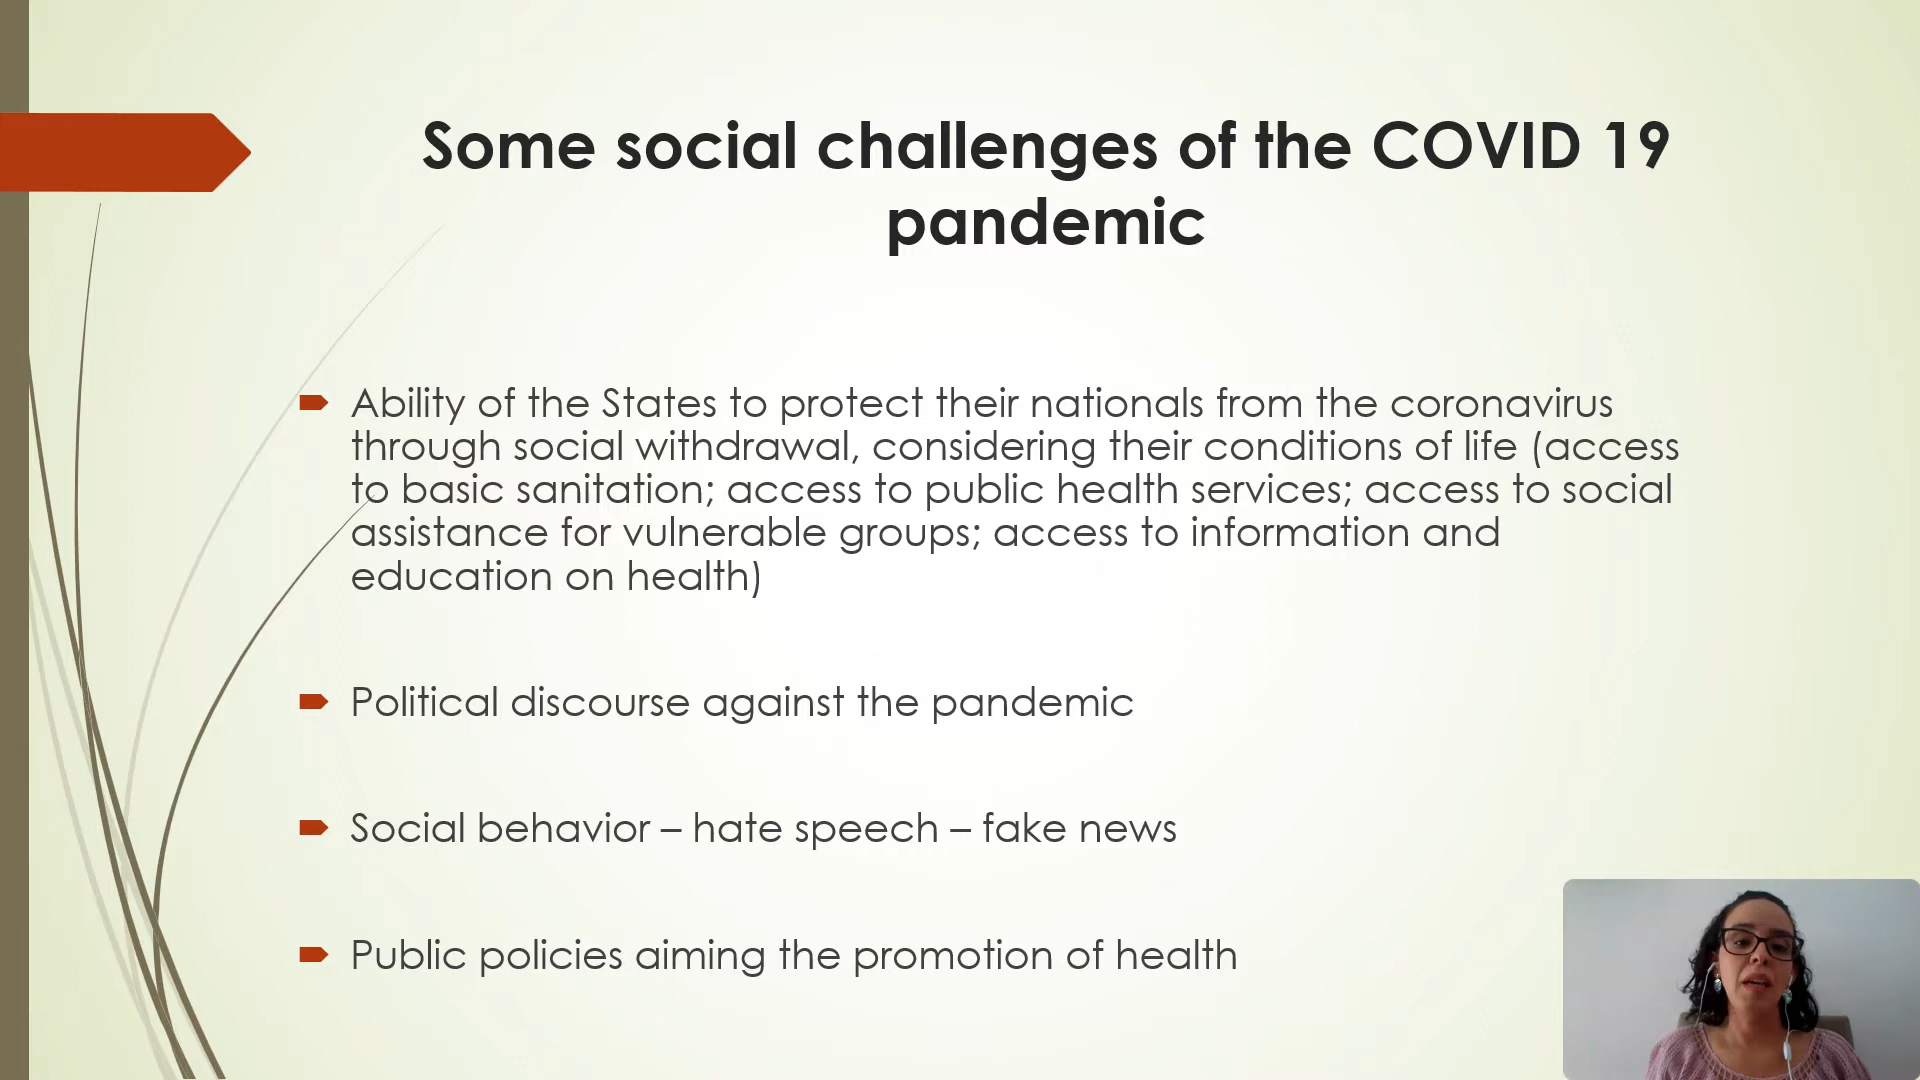 Some social challenges of the COVID 19
pandemic
Ability of the States to protect their nationals from the coronavirus
through social withdrawal, considering their conditions of life (access
to basic sanitation; access to public health services; access to social
assistance for vulnerable groups; access to information and
education on health)
Political discourse against the pandemic
Social behavior – hate speech – fake news
Public policies aiming the promotion of health